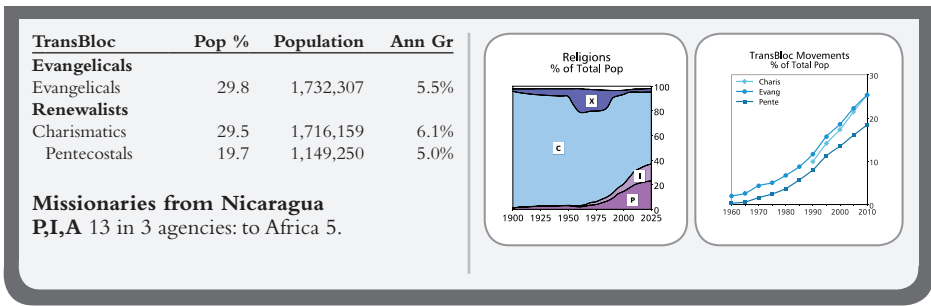 TransBloc Pop % Population Ann Gr
Evangelicals
Evangelicals 29.8 1,732,307 5.5%
Renewalists
Charismatics 29.5 1,716,159 6.1%
Pentecostals 19.7 1,149,250 5.0%
Missionaries from Nicaragua
P,I,A 13 in 3 agencies: to Africa 5.
Religions
% of Total Pop
100
80
60
40
20
0
X
C
I
P
1900 1925 1950 1975 2000 2025
TransBloc Movements
% of Total Pop
Charis
Evang
Pente
30
20
10
0
1960 1970 1980 1990 2000 2010